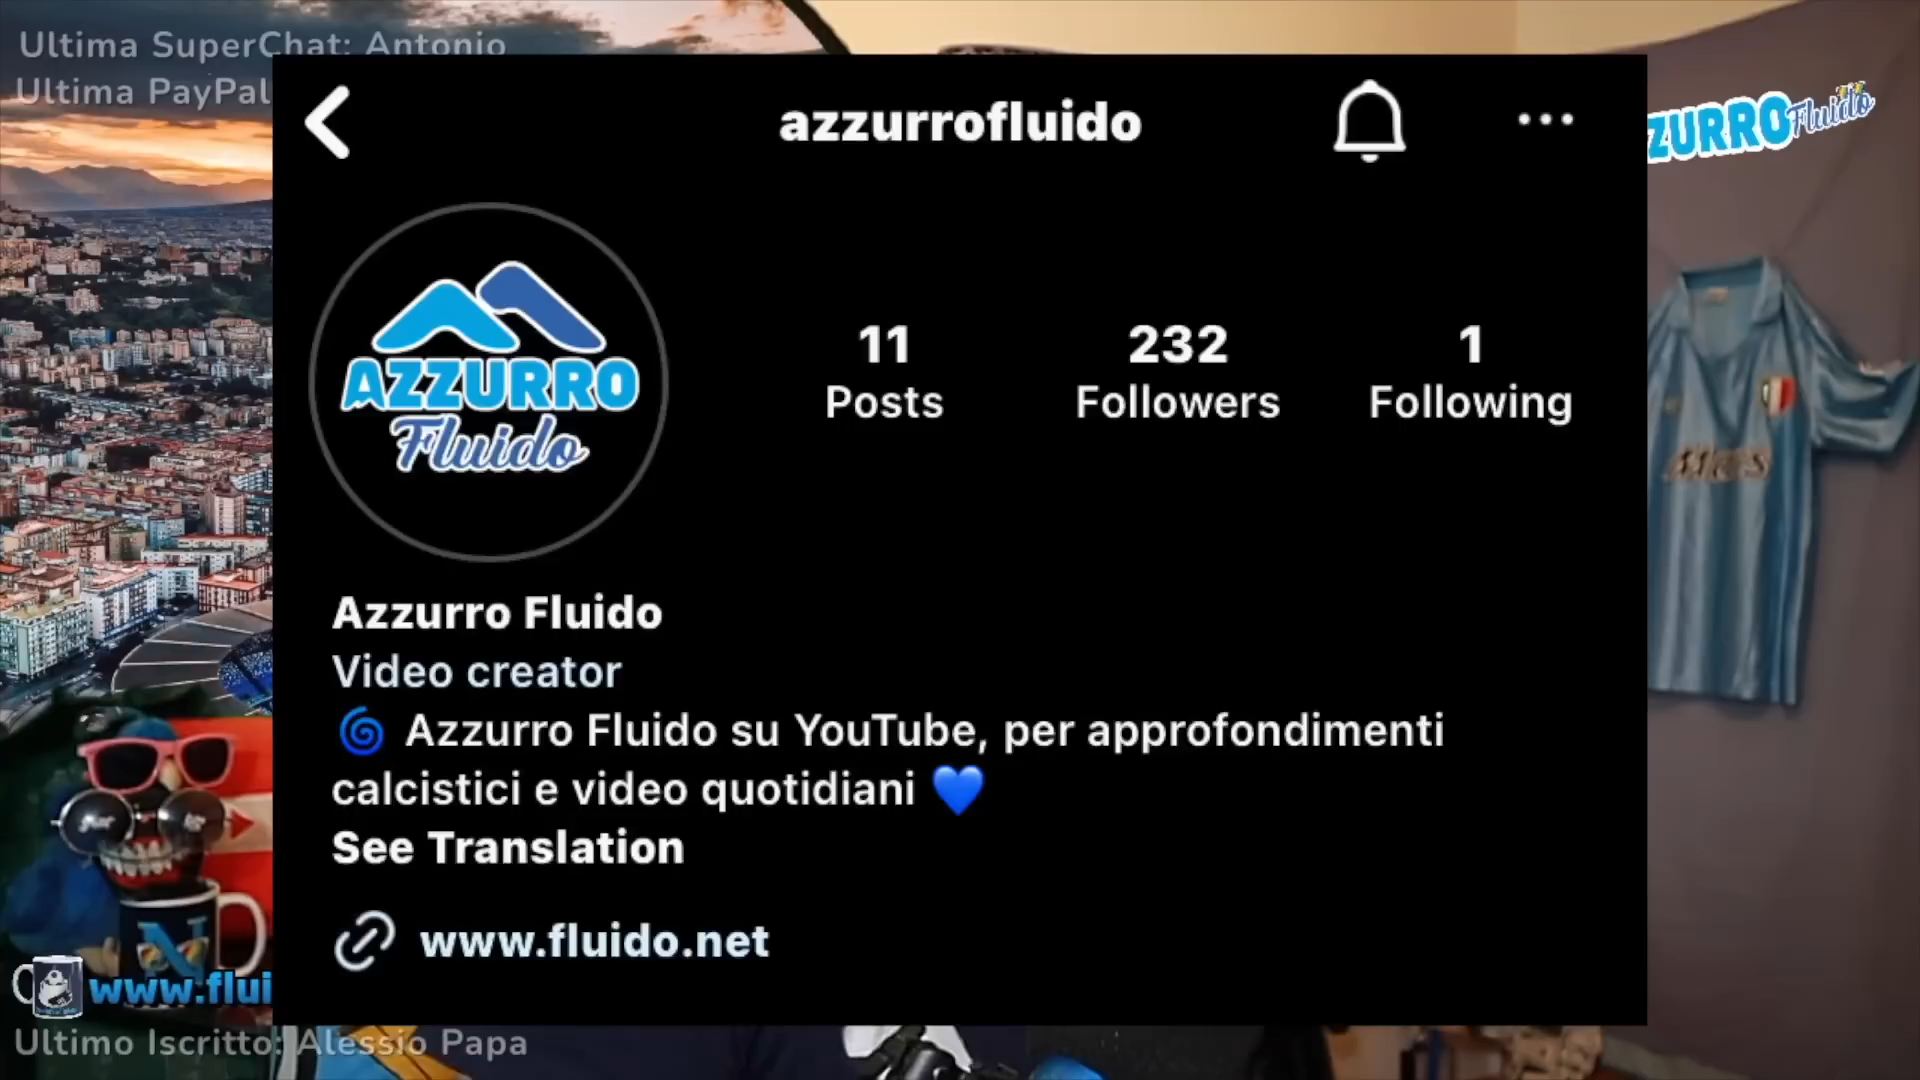 Ultima SuperChat: Antonio
Ultima PayPal
azzurrofluido
ZURRO Fluido
AZZURRO
Fluido
11
Posts
232
Followers
1
Following
Azzurro Fluido
Video creator
🌀 Azzurro Fluido su YouTube, per approfondimenti
calcistici e video quotidiani 💙
See Translation
www.fluido.net
Mars
N
www.flui
Ultimo Iscritto: Alessio Papa